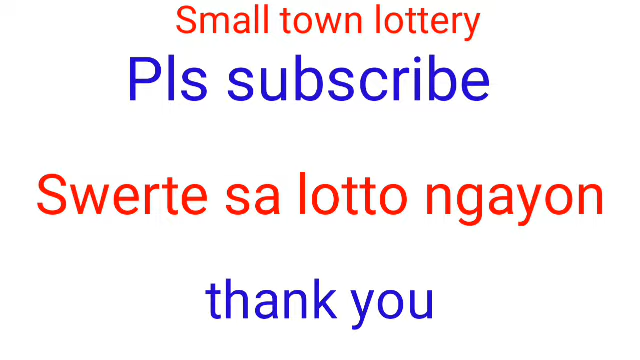 Small town lottery
Pls subscribe
Swerte sa lotto ngayon
thank you